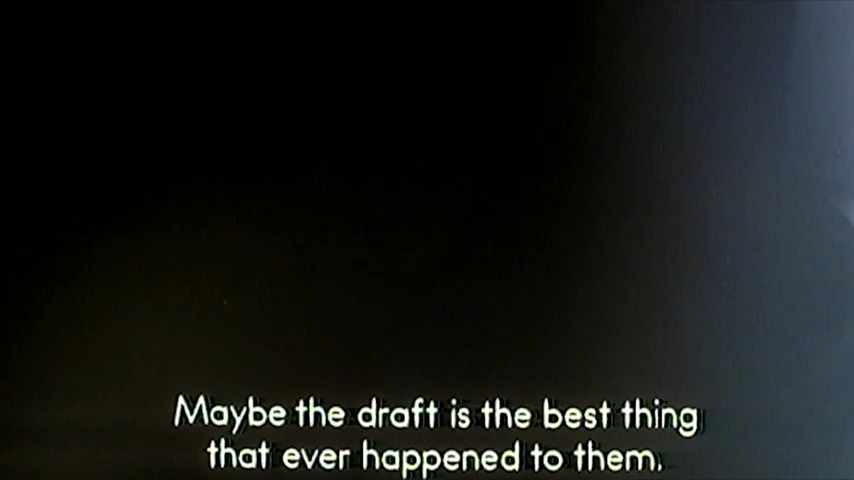 Maybe the draft is the best thing
that ever happened to them.